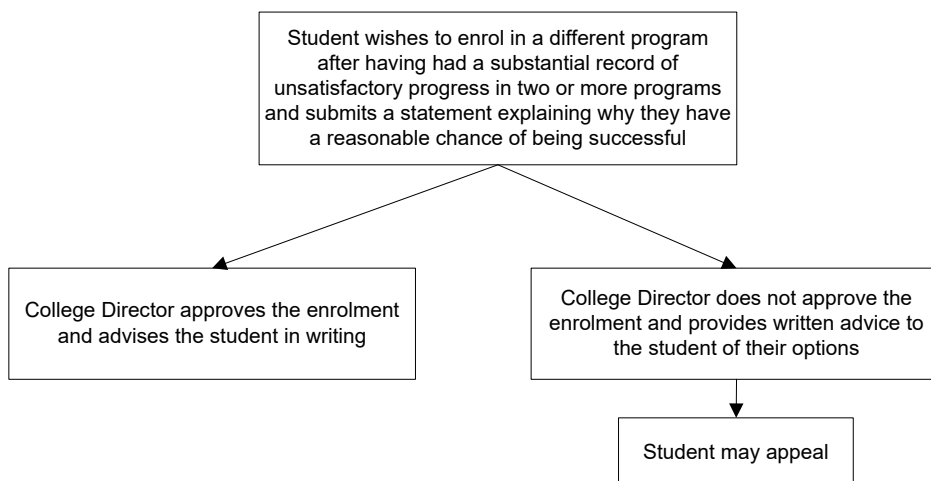 Student wishes to enrol in a different program
after having had a substantial record of
unsatisfactory progress in two or more programs
and submits a statement explaining why they have
a reasonable chance of being successful
College Director approves the enrolment
and advises the student in writing
College Director does not approve the
enrolment and provides written advice to
the student of their options
Student may appeal